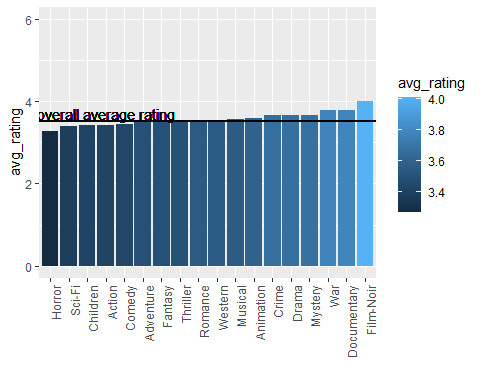 6
4
2
0
avg_rating
overall average rating
Horror
Sci-Fi
Children
Action
Comedy
Adventure
Fantasy
Thriller
Romance
Western
Musical
Animation
Crime
Drama
Mystery
War
Documentary
Film-Noir
avg_rating
4.0
3.8
3.6
3.4